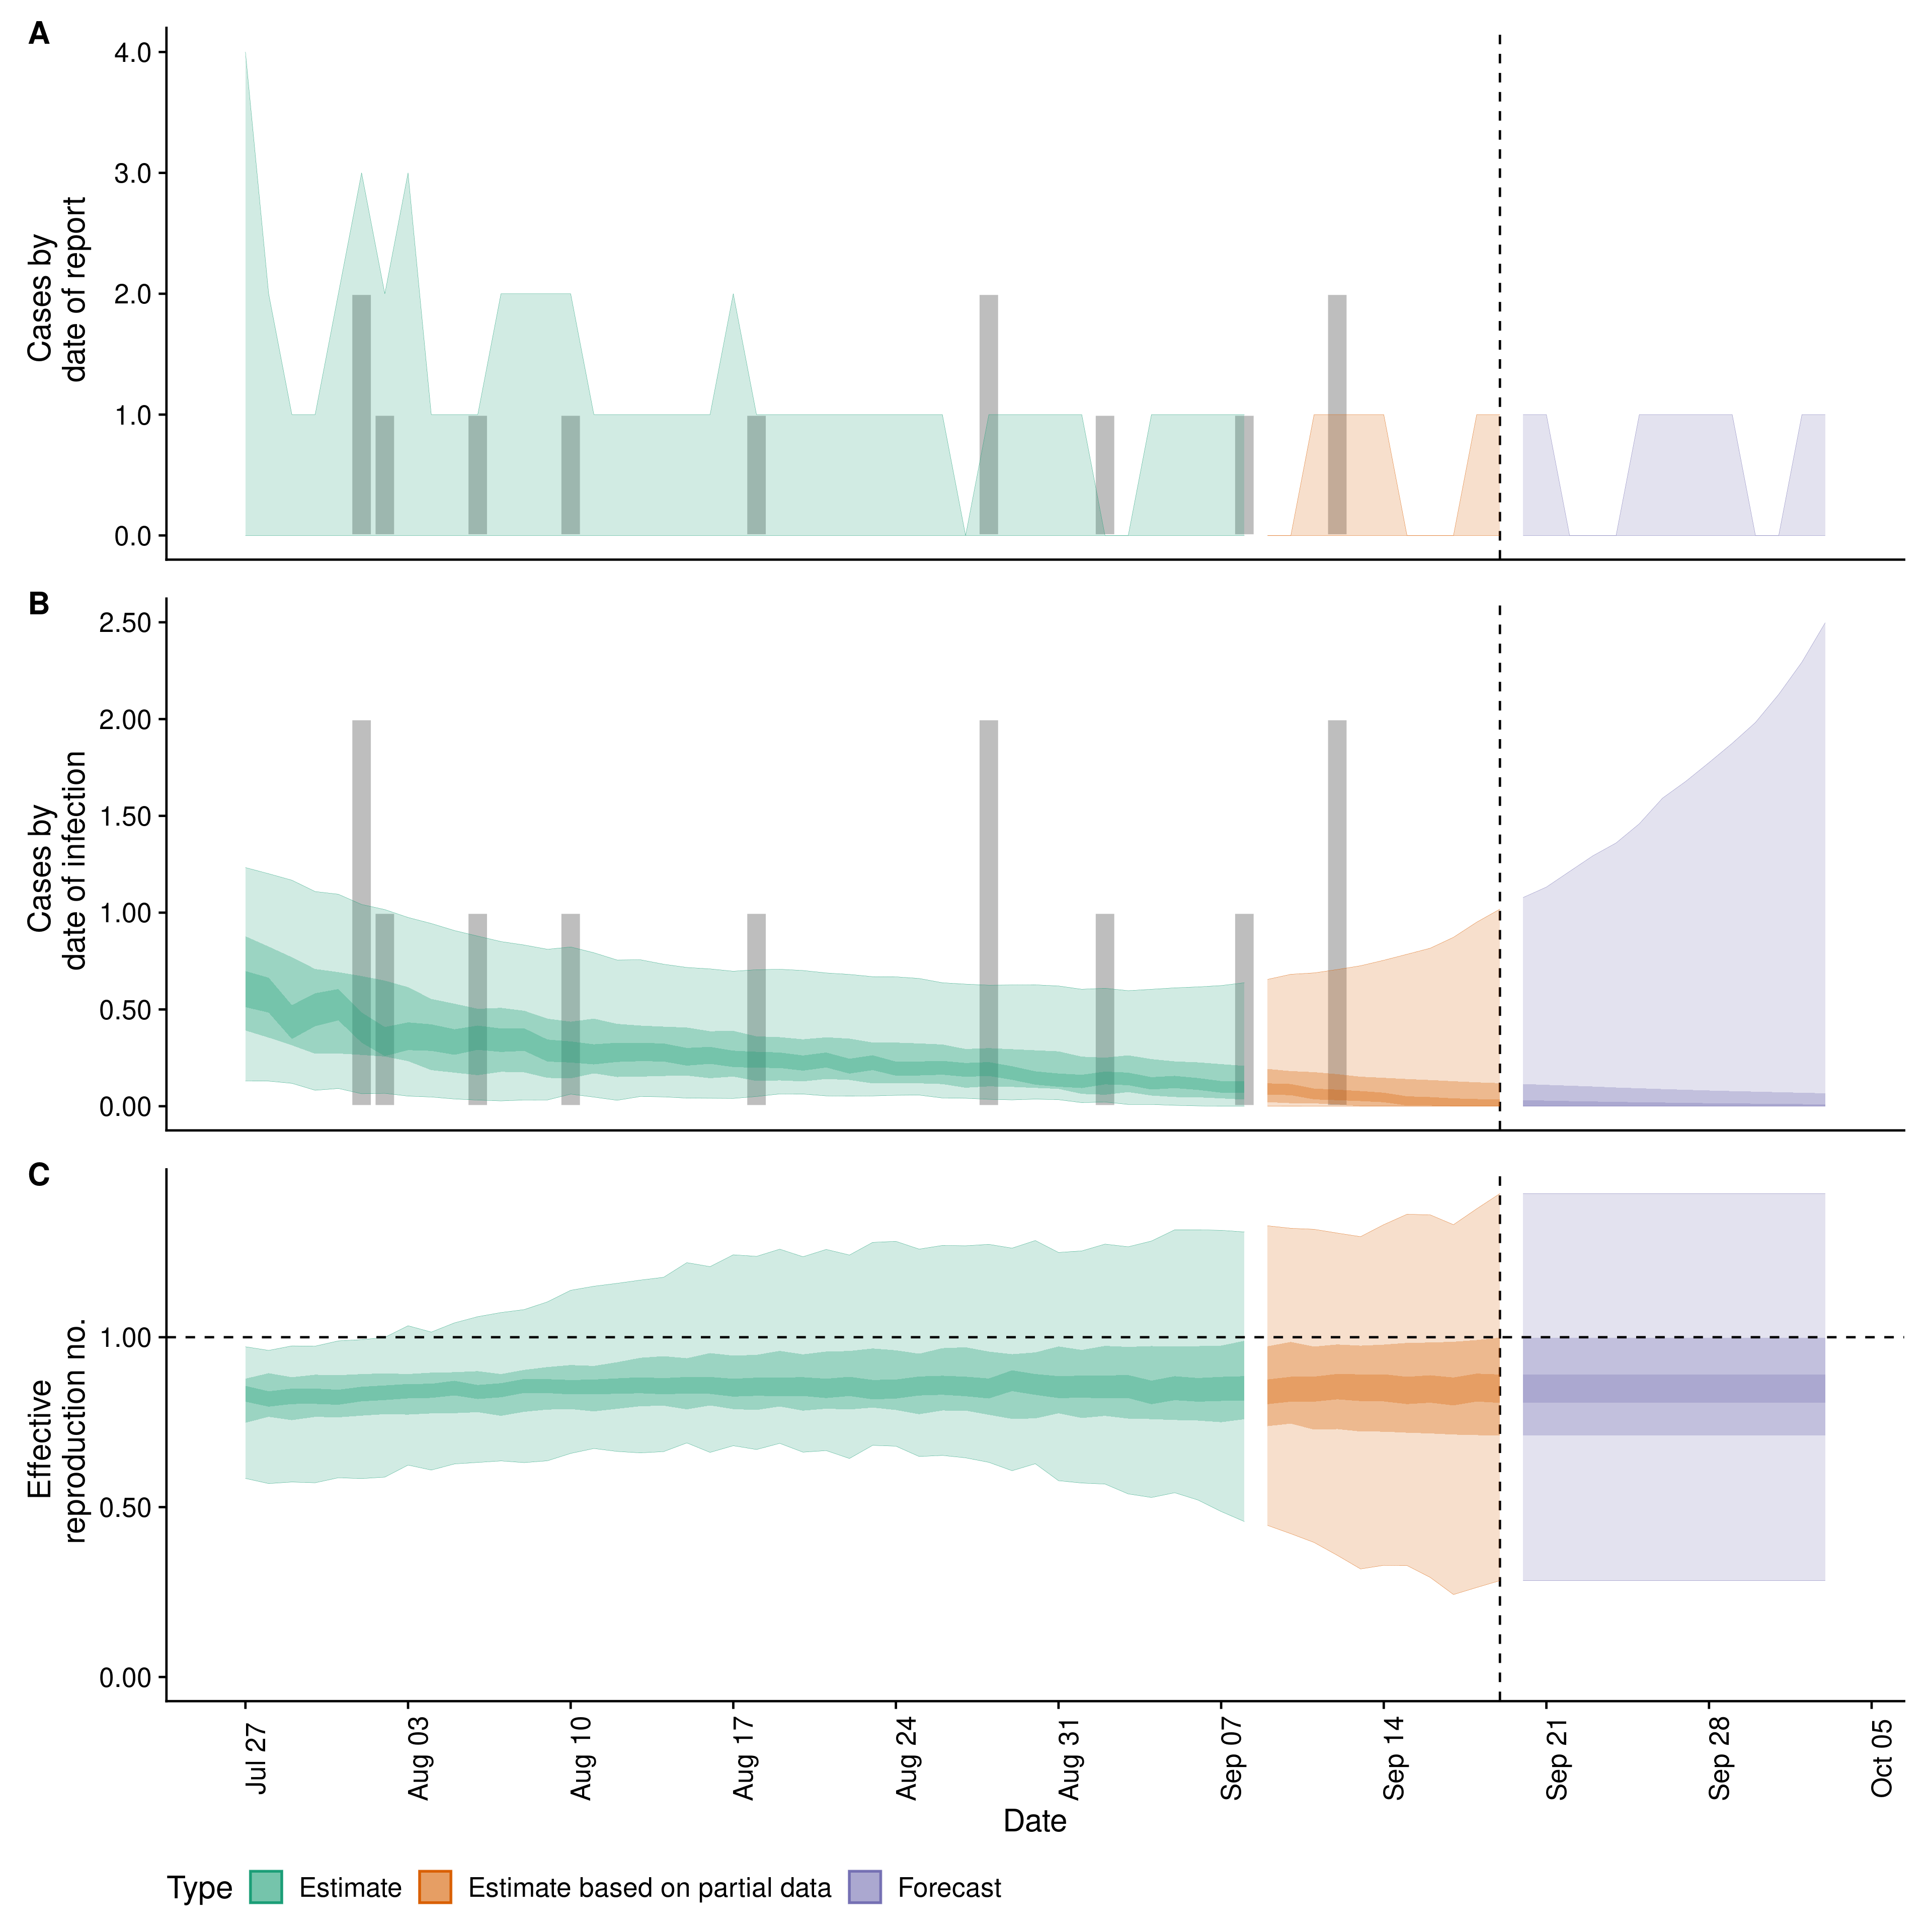 A
4.0
3.0
2.0
1.0
0.0
Cases by
date of report
B
2.50
2.00
1.50
1.00
0.50
0.00
Cases by
date of infection
C
1.00
0.50
0.00
Effective
reproduction no.
Jul 27
Aug 03
Aug 10
Aug 17
Aug 24
Aug 31
Sep 07
Sep 14
Sep 21
Sep 28
Oct 05
Date
Type Estimate Estimate based on partial data Forecast